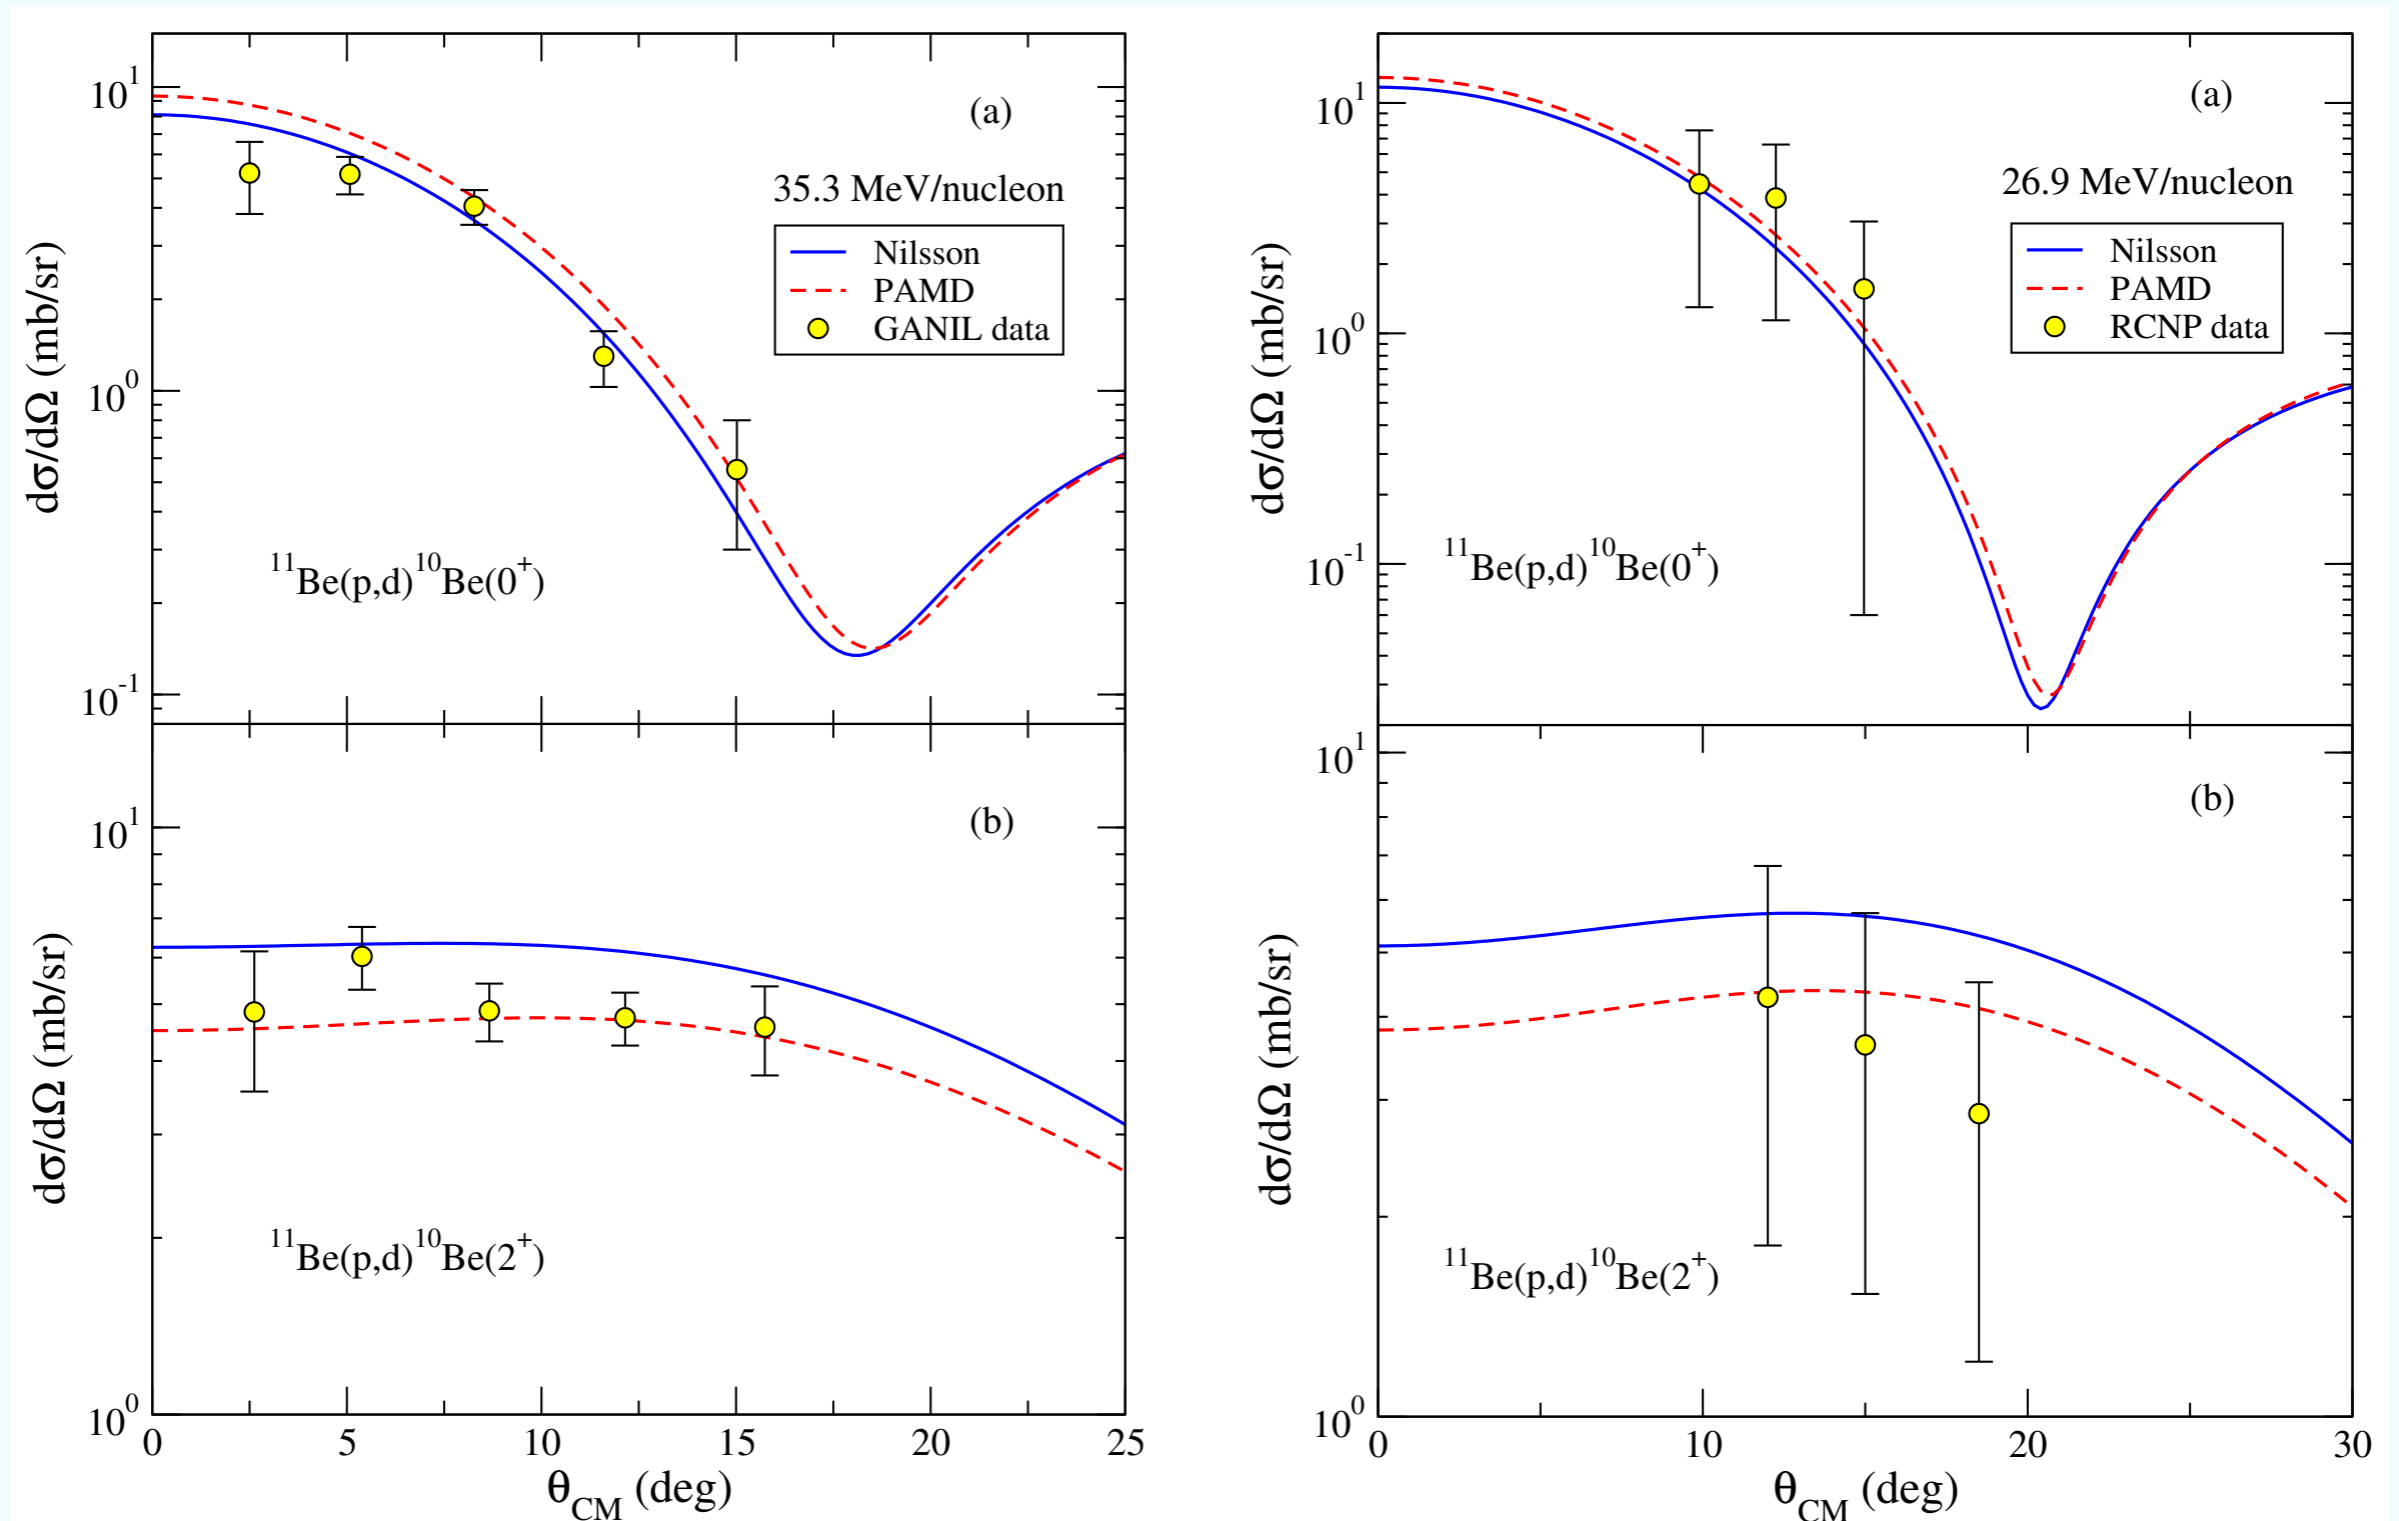 (a)
35.3 MeV/nucleon
Nilsson
PAMD
GANIL data
10^1
10^0
10^-1
dσ/dΩ (mb/sr)
^11Be(p,d)^10Be(0^+)
(b)
10^1
10^0
dσ/dΩ (mb/sr)
^11Be(p,d)^10Be(2^+)
0 5 10 15 20 25
θ_CM (deg)
(a)
26.9 MeV/nucleon
Nilsson
PAMD
RCNP data
10^1
10^0
10^-1
dσ/dΩ (mb/sr)
^11Be(p,d)^10Be(0^+)
(b)
10^1
10^0
dσ/dΩ (mb/sr)
^11Be(p,d)^10Be(2^+)
0 10 20 30
θ_CM (deg)